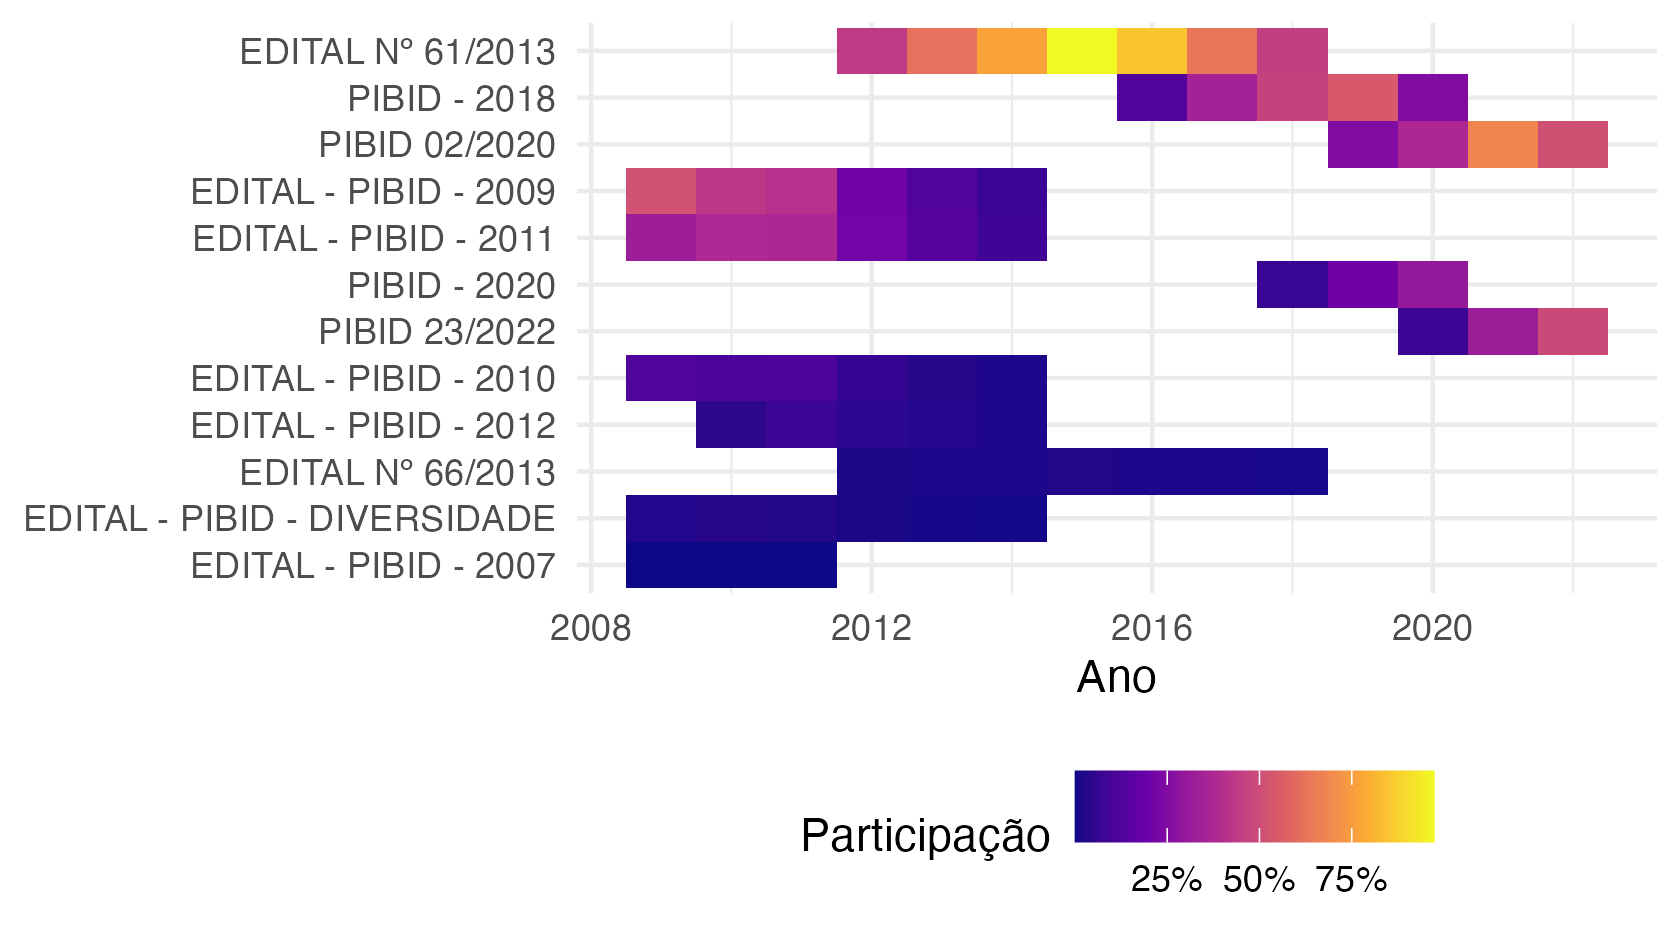 EDITAL N° 61/2013
PIBID - 2018
PIBID 02/2020
EDITAL - PIBID - 2009
EDITAL - PIBID - 2011
PIBID - 2020
PIBID 23/2022
EDITAL - PIBID - 2010
EDITAL - PIBID - 2012
EDITAL N° 66/2013
EDITAL - PIBID - DIVERSIDADE
EDITAL - PIBID - 2007
2008 2012 2016 2020
Ano
Participação
25% 50% 75%